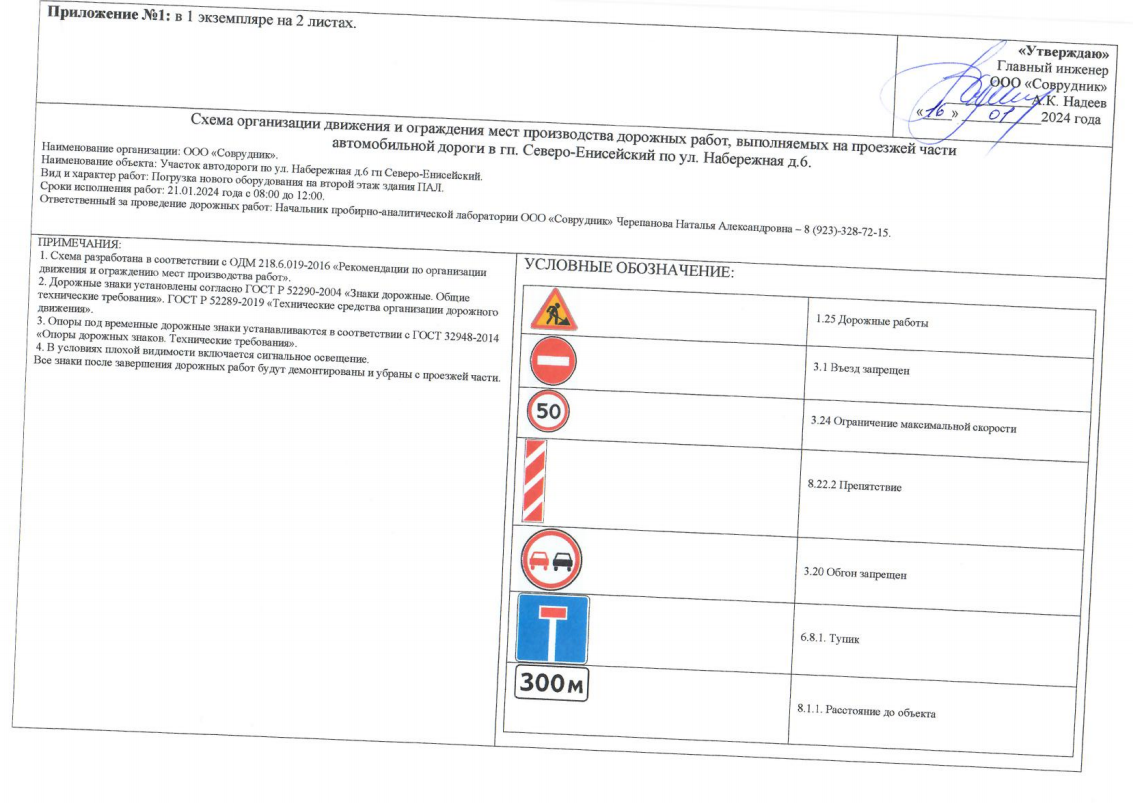 Приложение №1: в 1 экземпляре на 2 листах.
«Утверждаю»
Главный инженер
ООО «Соврудник»
А.К. Надеев
«16» 01 2024 года
Схема организации движения и ограждения мест производства дорожных работ, выполняемых на проезжей части
автомобильной дороги в гп. Северо-Енисейский по ул. Набережная д.6.
Наименование организации: ООО «Соврудник».
Наименование объекта: Участок автодороги по ул. Набережная д.6 гп Северо-Енисейский.
Вид и характер работ: Погрузка нового оборудования на второй этаж здания ПАЛ.
Сроки исполнения работ: 21.01.2024 года с 08:00 до 12:00.
Ответственный за проведение дорожных работ: Начальник пробирно-аналитической лаборатории ООО «Соврудник» Черепанова Наталья Александровна – 8 (923)-328-72-15.
ПРИМЕЧАНИЯ:
1. Схема разработана в соответствии с ОДМ 218.6.019-2016 «Рекомендации по организации
движения и ограждению мест производства работ».
2. Дорожные знаки установлены согласно ГОСТ Р 52290-2004 «Знаки дорожные. Общие
технические требования». ГОСТ Р 52289-2019 «Технические средства организации дорожного
движения».
3. Опоры под временные дорожные знаки устанавливаются в соответствии с ГОСТ 32948-2014
«Опоры дорожных знаков. Технические требования».
4. В условиях плохой видимости включается сигнальное освещение.
Все знаки после завершения дорожных работ будут демонтированы и убраны с проезжей части.
УСЛОВНЫЕ ОБОЗНАЧЕНИЕ:
1.25 Дорожные работы
3.1 Въезд запрещен
50
3.24 Ограничение максимальной скорости
8.22.2 Препятствие
3.20 Обгон запрещен
6.8.1. Тупик
300 м
8.1.1. Расстояние до объекта